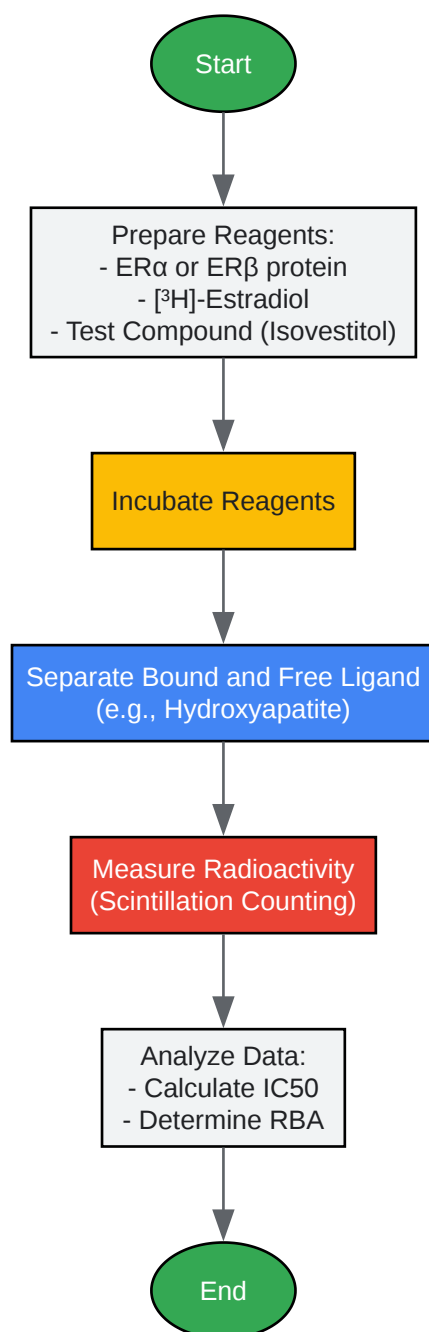 Start
Prepare Reagents:
- ERα or ERβ protein
- [³H]-Estradiol
- Test Compound (Isovestitol)
Incubate Reagents
Separate Bound and Free Ligand
(e.g., Hydroxyapatite)
Measure Radioactivity
(Scintillation Counting)
Analyze Data:
- Calculate IC50
- Determine RBA
End